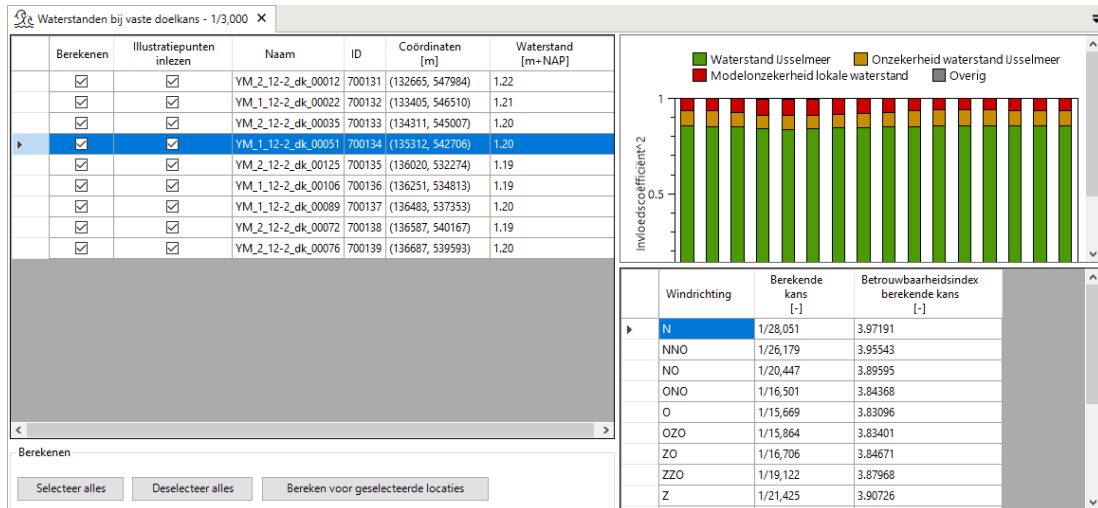 Waterstanden bij vaste doelkans - 1/3,000 ✕
Berekenen Illustratiepunten inlezen Naam ID Coördinaten [m] Waterstand [m+NAP]
YM_2_12-2_dk_00012 700131 (132665, 547984) 1.22
YM_1_12-2_dk_00022 700132 (133405, 546510) 1.21
YM_2_12-2_dk_00035 700133 (134311, 545007) 1.20
YM_1_12-2_dk_00051 700134 (135312, 542706) 1.20
YM_2_12-2_dk_00125 700135 (136020, 532274) 1.19
YM_1_12-2_dk_00106 700136 (136251, 534813) 1.19
YM_1_12-2_dk_00089 700137 (136483, 537353) 1.20
YM_2_12-2_dk_00072 700138 (136587, 540167) 1.19
YM_2_12-2_dk_00076 700139 (136687, 539593) 1.20
Berekenen
Selecteer alles Deselecteer alles Bereken voor geselecteerde locaties
Waterstand IJsselmeer Onzekerheid waterstand IJsselmeer
Modelonzekerheid lokale waterstand Overig
1
0.5
Invloedscoëfficiënt^2
Windrichting Berekende kans [-] Betrouwbaarheidsindex berekende kans [-]
N 1/28,051 3.97191
NNO 1/26,179 3.95543
NO 1/20,447 3.89595
ONO 1/16,501 3.84368
O 1/15,669 3.83096
OZO 1/15,864 3.83401
ZO 1/16,706 3.84671
ZZO 1/19,122 3.87968
Z 1/21,425 3.90726